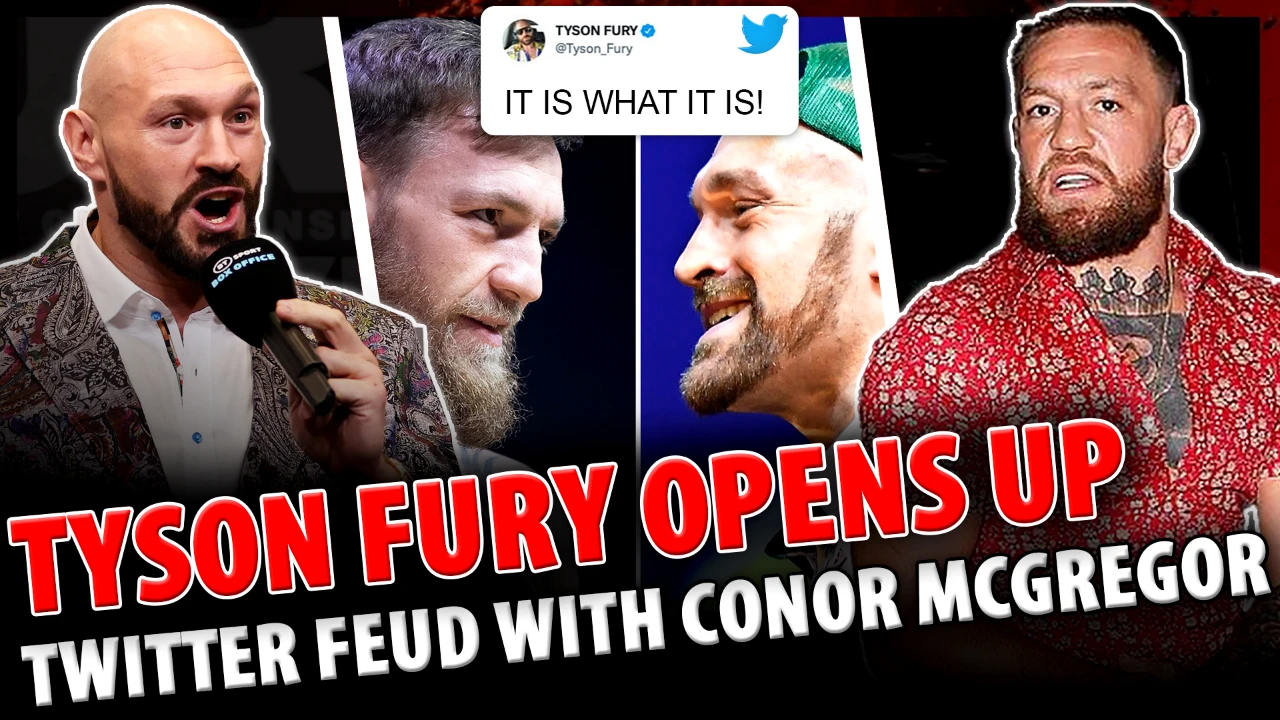 TYSON FURY
@Tyson_Fury
IT IS WHAT IT IS!
BT SPORT
BOX OFFICE
TYSON FURY OPENS UP
TWITTER FEUD WITH CONOR MCGREGOR